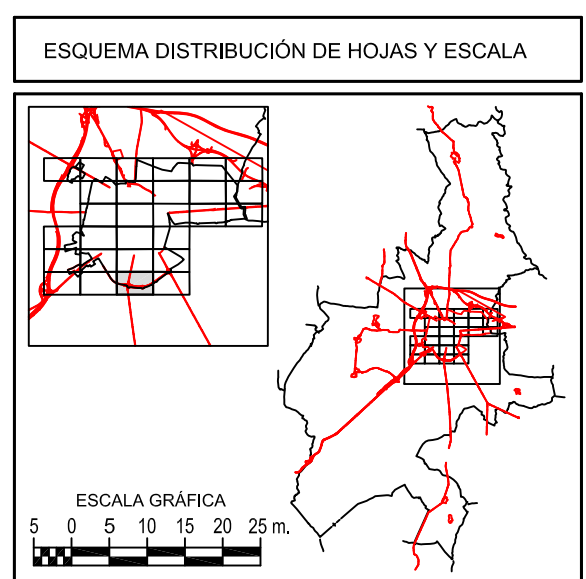 ESQUEMA DISTRIBUCIÓN DE HOJAS Y ESCALA
ESCALA GRÁFICA
5 0 5 10 15 20 25 m.